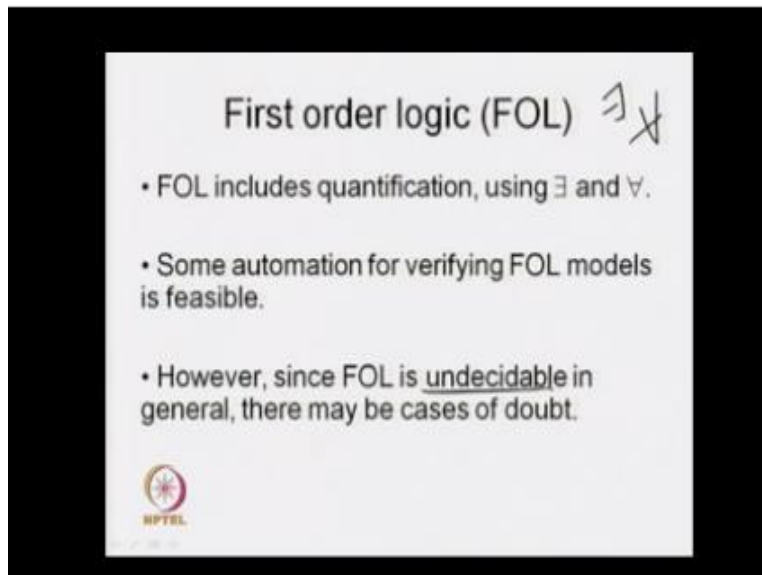 First order logic (FOL) ∃ ∀
• FOL includes quantification, using ∃ and ∀.
• Some automation for verifying FOL models
is feasible.
• However, since FOL is undecidable in
general, there may be cases of doubt.
NPTEL